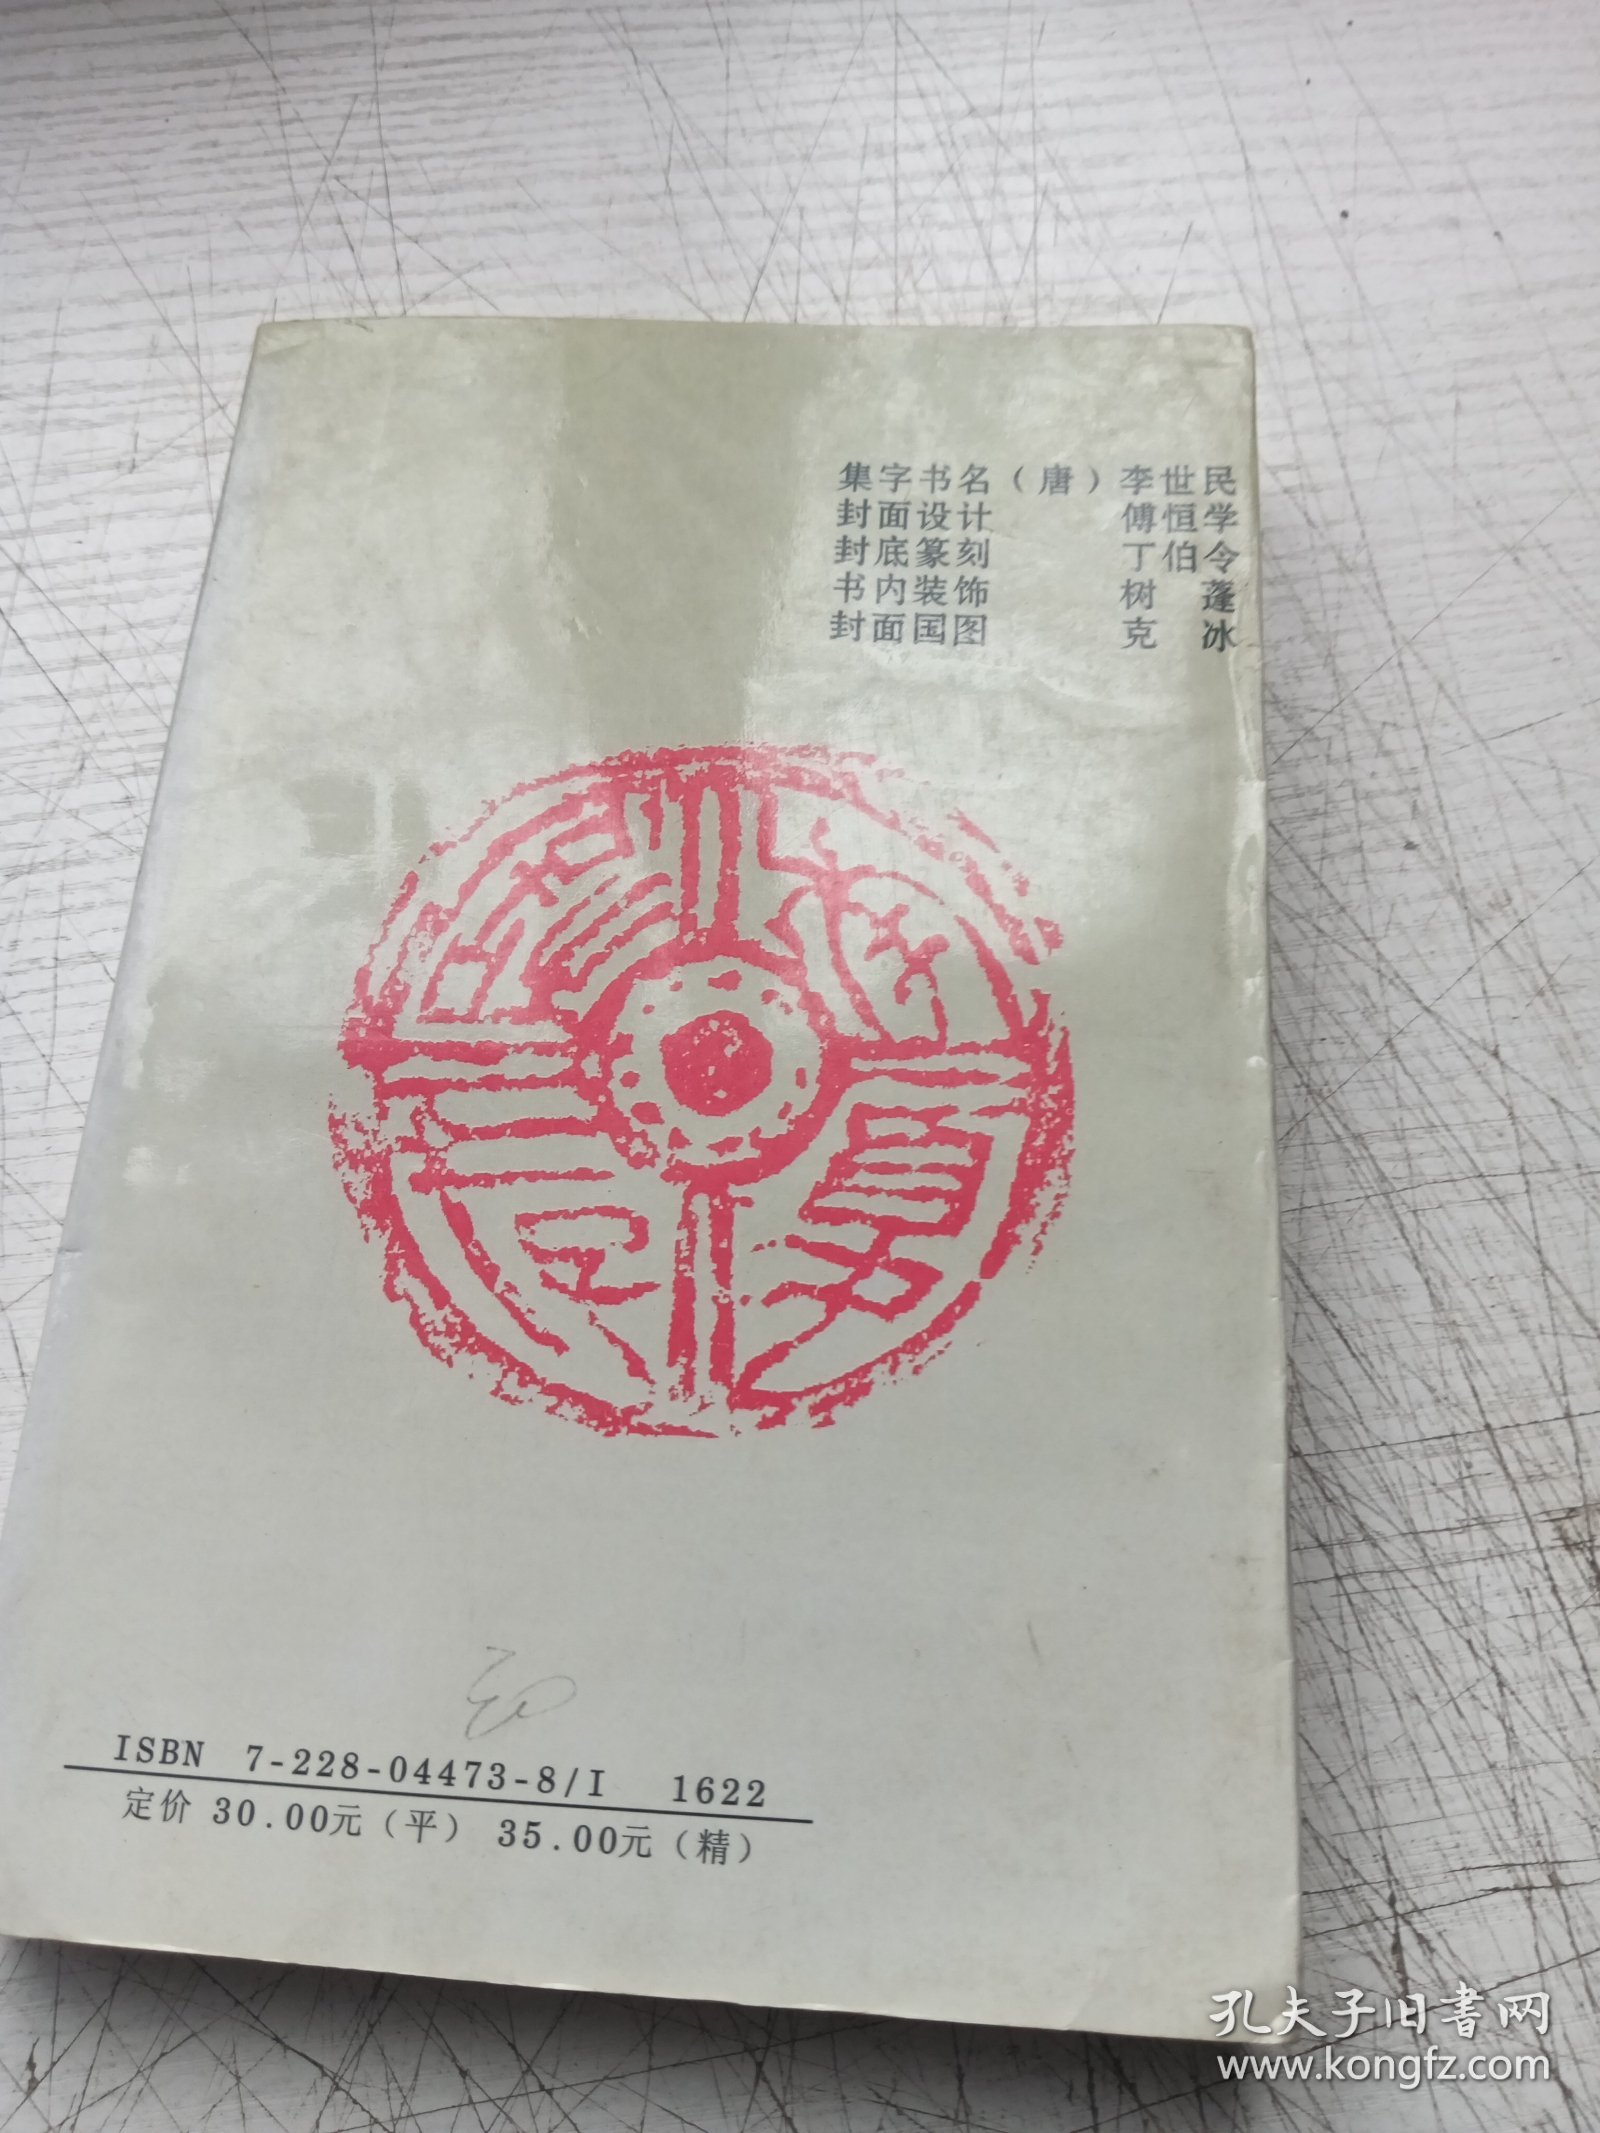 集字书名（唐）李世民
封面设计 傅恒学
封底篆刻 丁伯令
书内装饰 树蓬
封面国图 克冰
ISBN 7-228-04473-8/I 1622
定价 30.00元（平） 35.00元（精）
孔夫子旧書网
www.kongfz.com